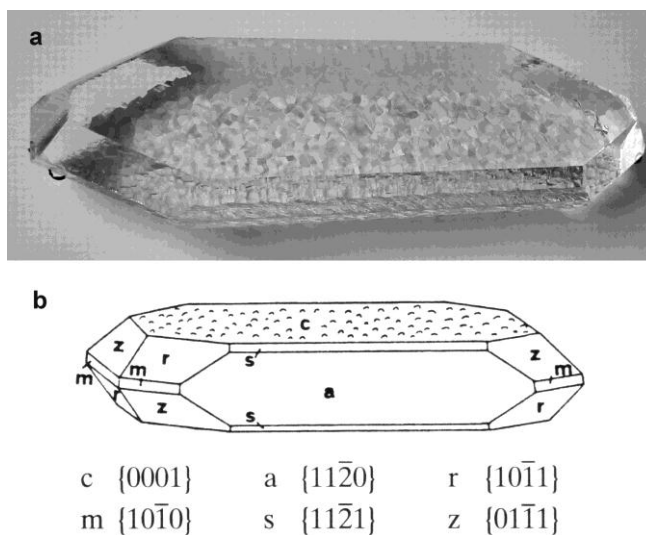 a
b
c
z r s z
m m m
r z a r
s
c {0001} a {112̅0} r {101̅1}
m {101̅0} s {112̅1} z {011̅1}